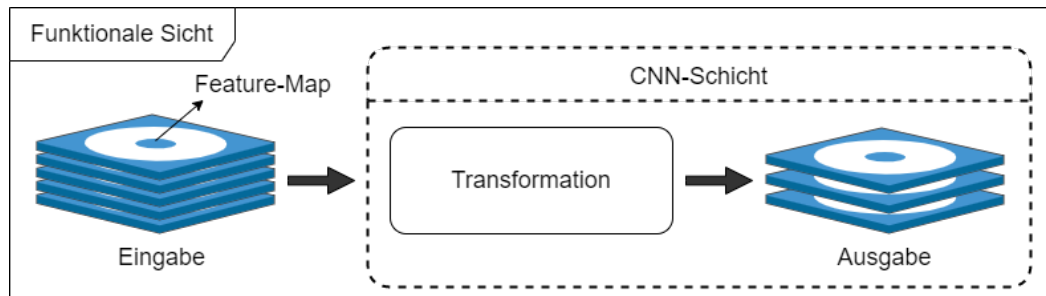 Funktionale Sicht
Feature-Map
CNN-Schicht
Transformation
Eingabe
Ausgabe